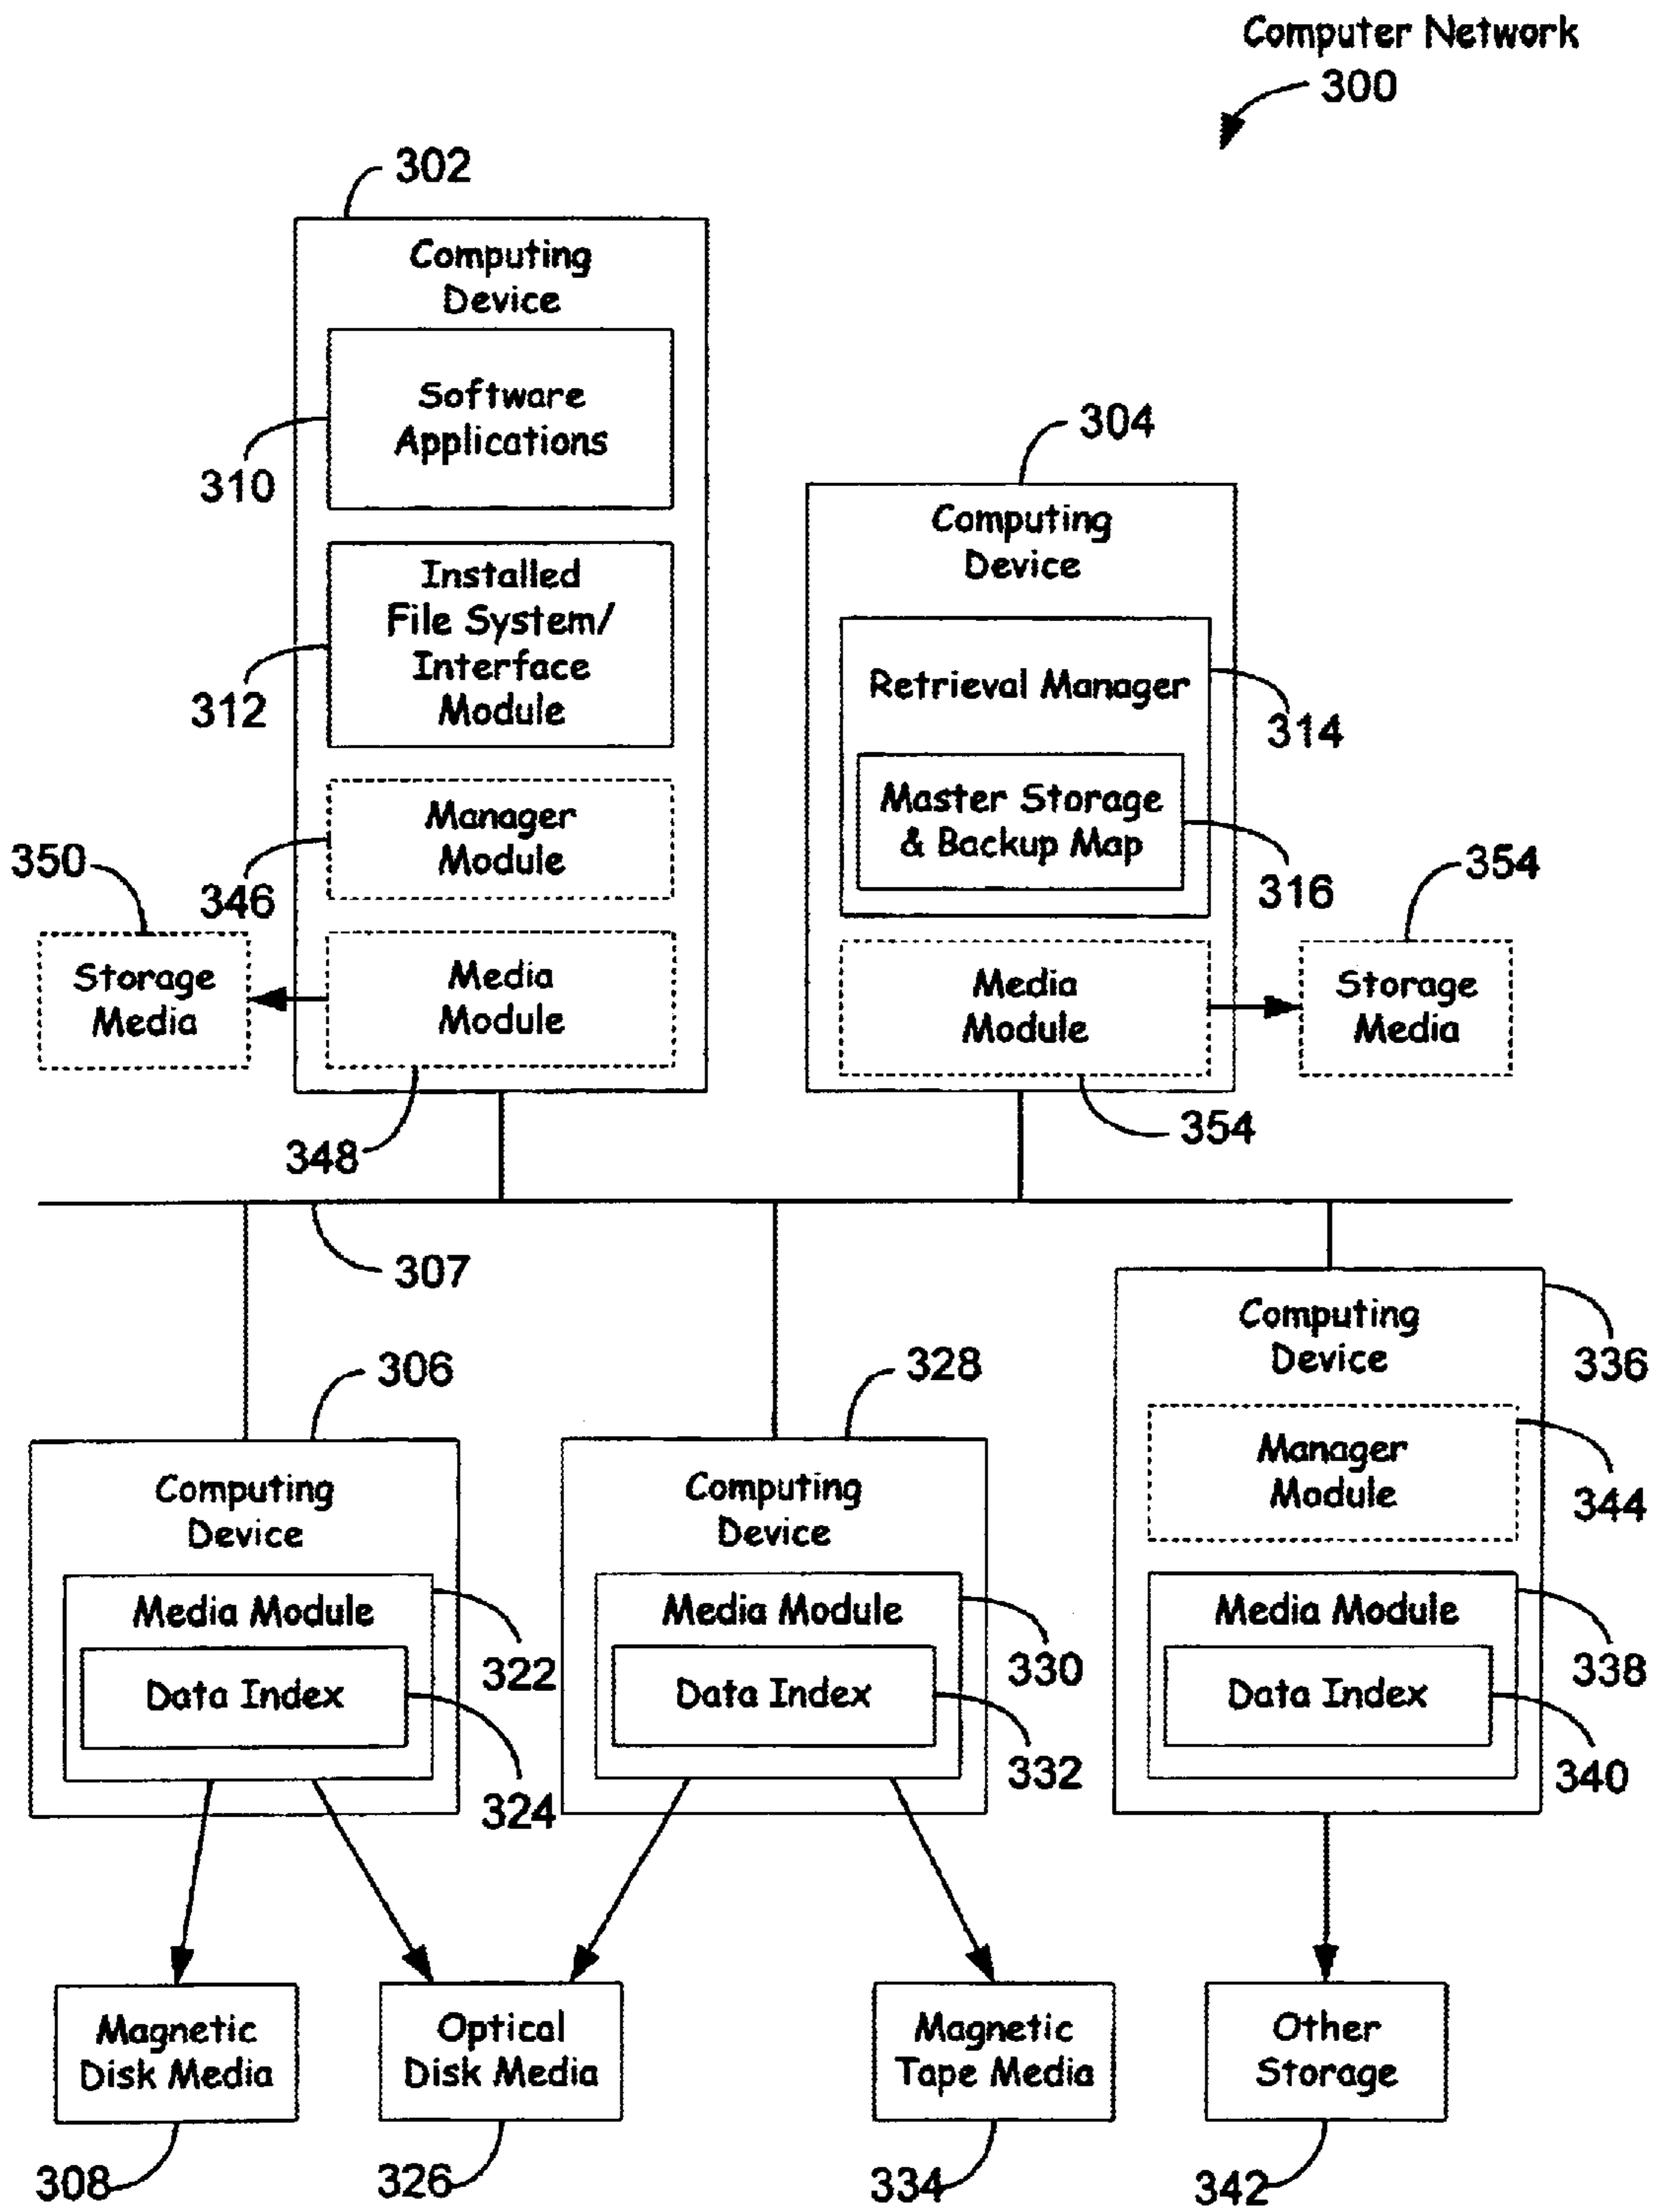 Computer Network
300
302
Computing
Device
Software
Applications
310
Installed
File System/
Interface
Module
312
Manager
Module
346
350
Storage
Media
Media
Module
348
304
Computing
Device
Retrieval Manager
314
Master Storage
& Backup Map
316
354
Media
Module
Storage
Media
354
307
306
Computing
Device
Media Module
322
Data Index
324
328
Computing
Device
Media Module
330
Data Index
332
Computing
Device
336
Manager
Module
344
Media Module
338
Data Index
340
Magnetic
Disk Media
308
Optical
Disk Media
326
Magnetic
Tape Media
334
Other
Storage
342